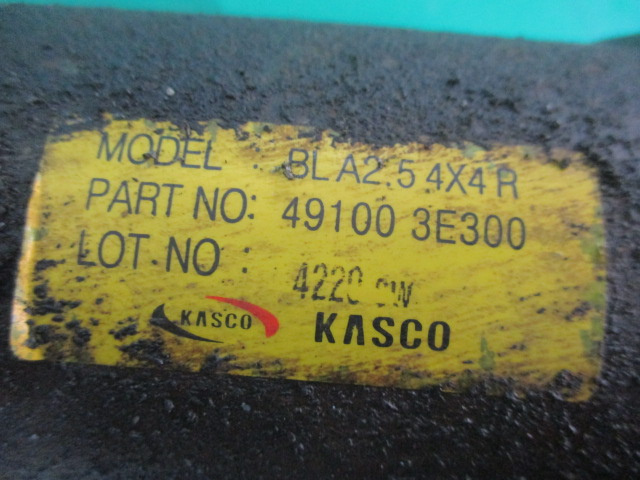 MODEL : BL A2.5 4X4 R
PART NO: 49100 3E300
LOT NO :
KASCO KASCO